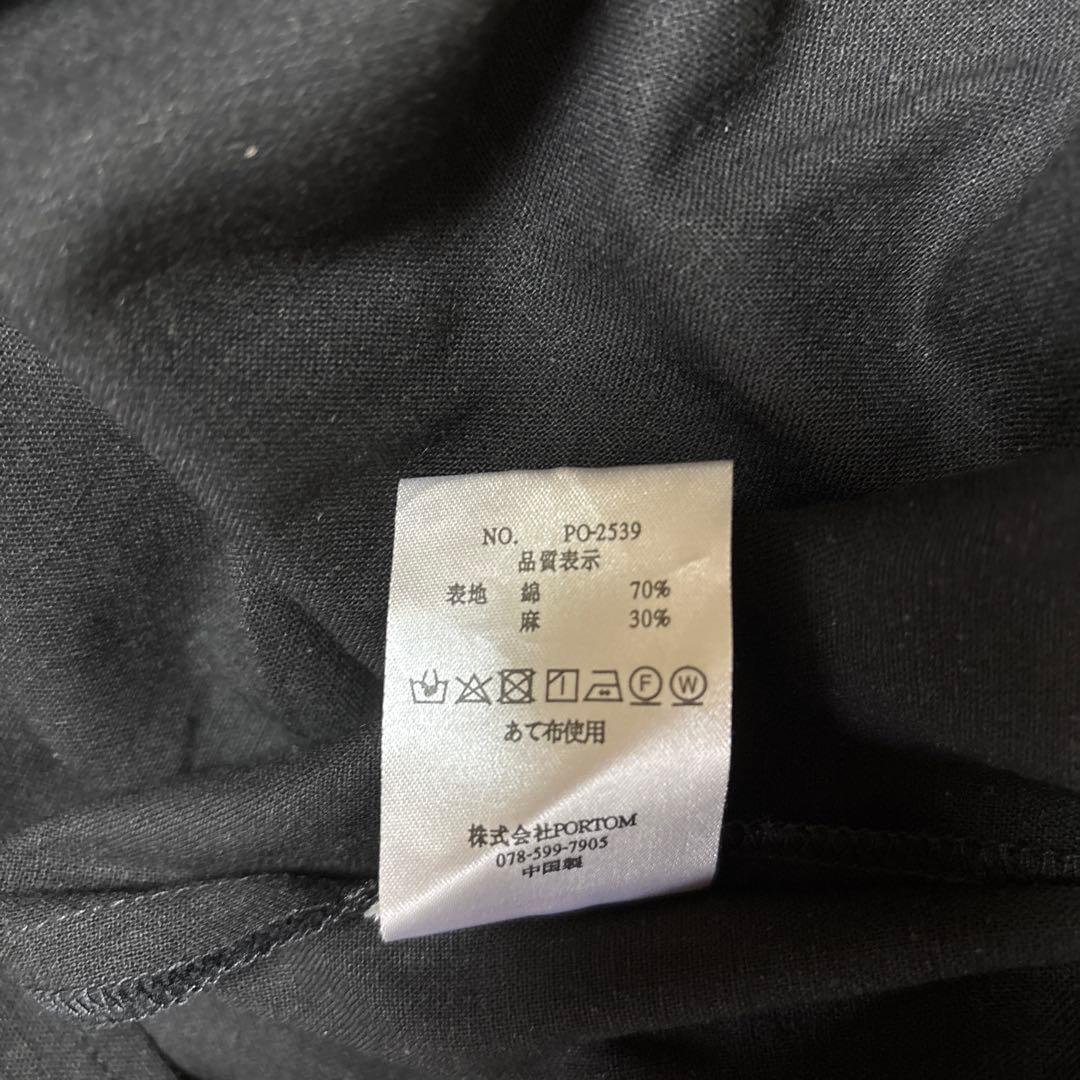 NO. PO-2539
品質表示
表地 綿 70%
麻 30%
F W
あて布使用
株式会社PORTOM
078-599-7905
中国製